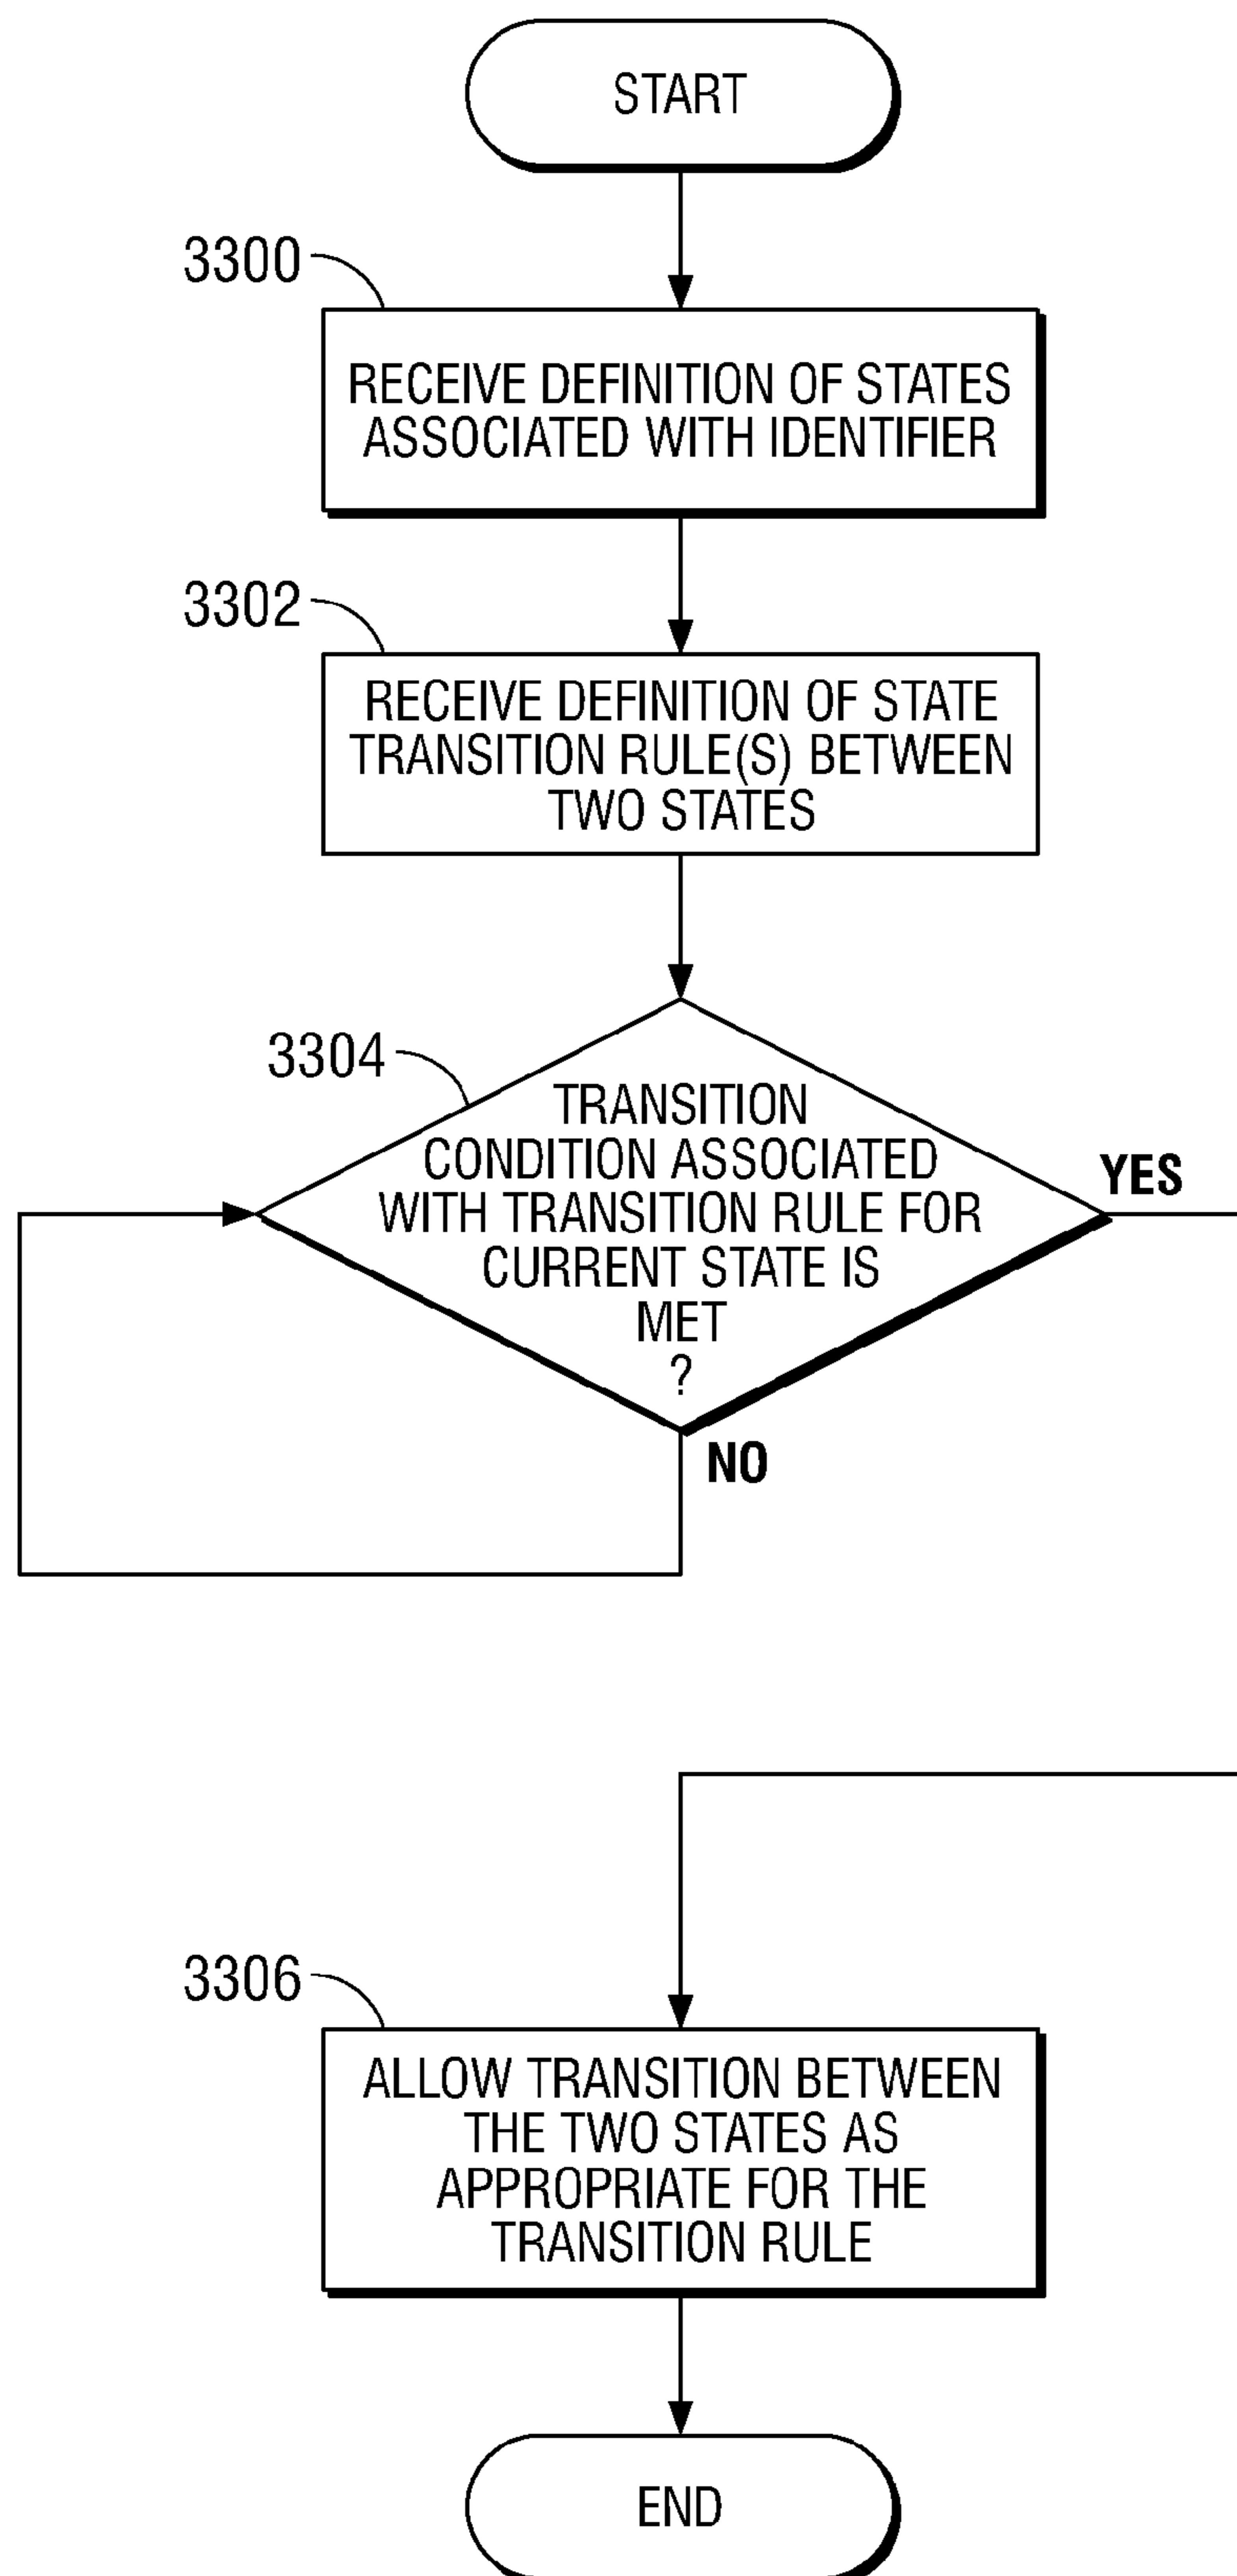 START
3300
RECEIVE DEFINITION OF STATES
ASSOCIATED WITH IDENTIFIER
3302
RECEIVE DEFINITION OF STATE
TRANSITION RULE(S) BETWEEN
TWO STATES
3304
TRANSITION
CONDITION ASSOCIATED
WITH TRANSITION RULE FOR
CURRENT STATE IS
MET
?
YES
NO
3306
ALLOW TRANSITION BETWEEN
THE TWO STATES AS
APPROPRIATE FOR THE
TRANSITION RULE
END